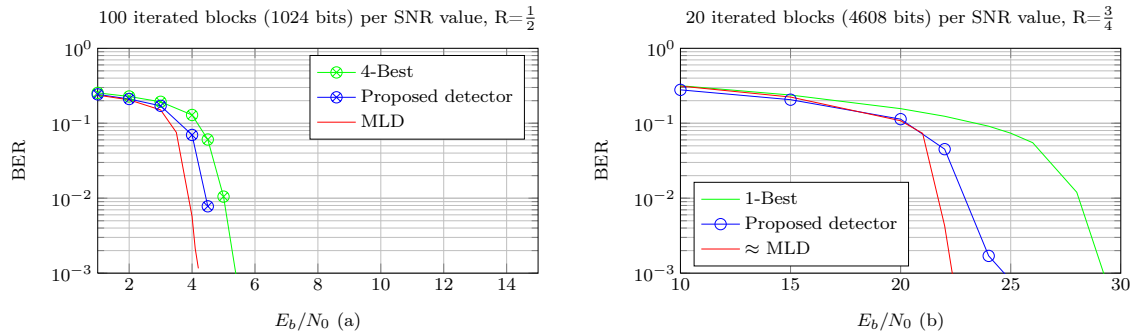 100 iterated blocks (1024 bits) per SNR value, R=1/2
10^0
10^-1
10^-2
10^-3
BER
4-Best
Proposed detector
MLD
2 4 6 8 10 12 14
E_b/N_0 (a)
20 iterated blocks (4608 bits) per SNR value, R=3/4
10^0
10^-1
10^-2
10^-3
BER
1-Best
Proposed detector
≈ MLD
10 15 20 25 30
E_b/N_0 (b)